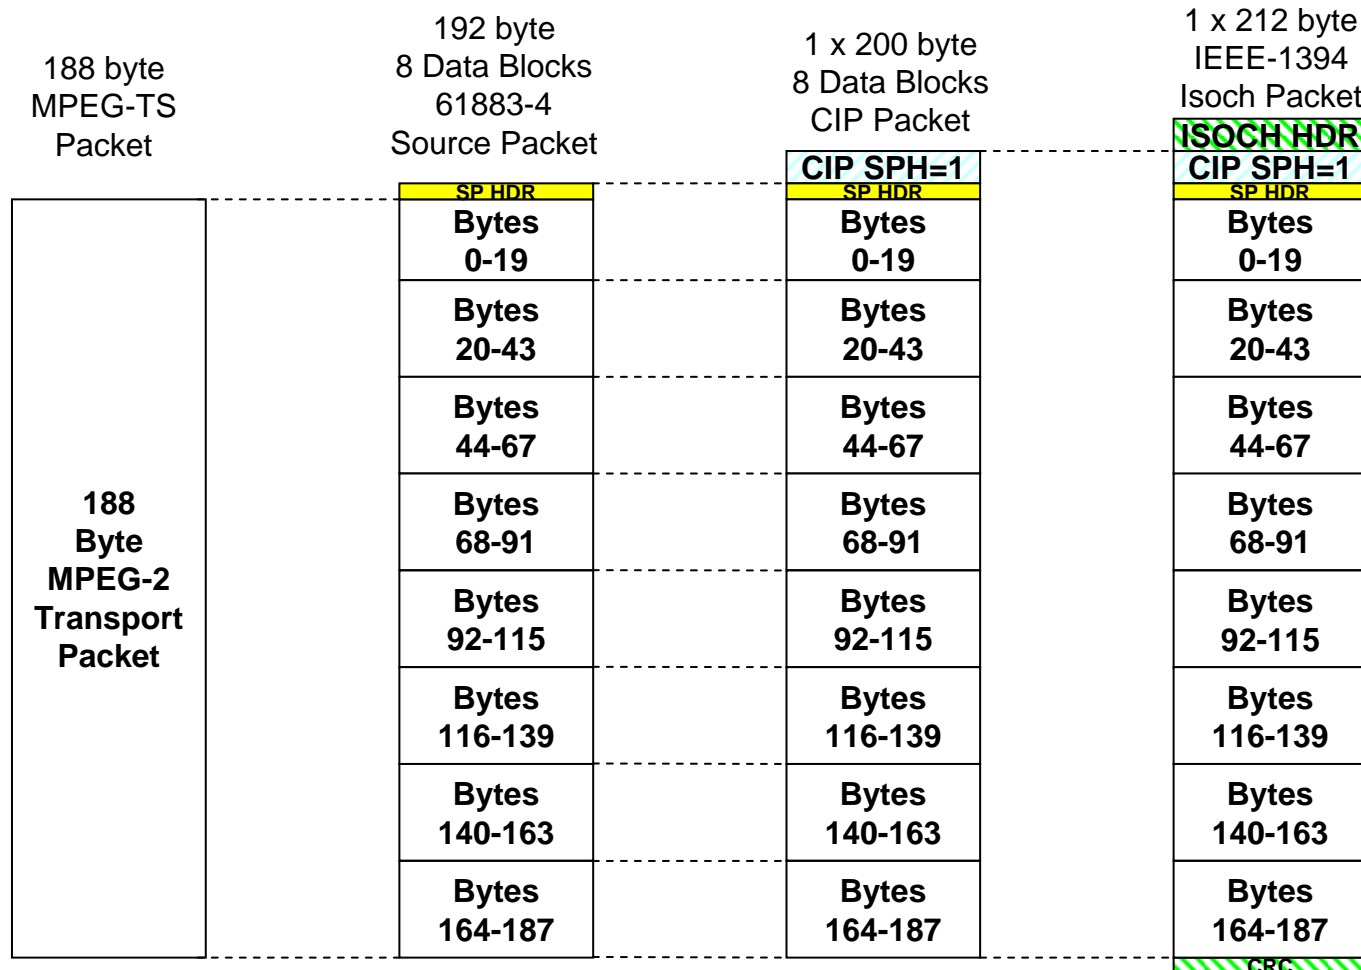 188 byte
MPEG-TS
Packet
188
Byte
MPEG-2
Transport
Packet
192 byte
8 Data Blocks
61883-4
Source Packet
SP HDR
Bytes
0-19
Bytes
20-43
Bytes
44-67
Bytes
68-91
Bytes
92-115
Bytes
116-139
Bytes
140-163
Bytes
164-187
1 x 200 byte
8 Data Blocks
CIP Packet
CIP SPH=1
SP HDR
Bytes
0-19
Bytes
20-43
Bytes
44-67
Bytes
68-91
Bytes
92-115
Bytes
116-139
Bytes
140-163
Bytes
164-187
1 x 212 byte
IEEE-1394
Isoch Packet
ISOCH HDR
CIP SPH=1
SP HDR
Bytes
0-19
Bytes
20-43
Bytes
44-67
Bytes
68-91
Bytes
92-115
Bytes
116-139
Bytes
140-163
Bytes
164-187
CRC